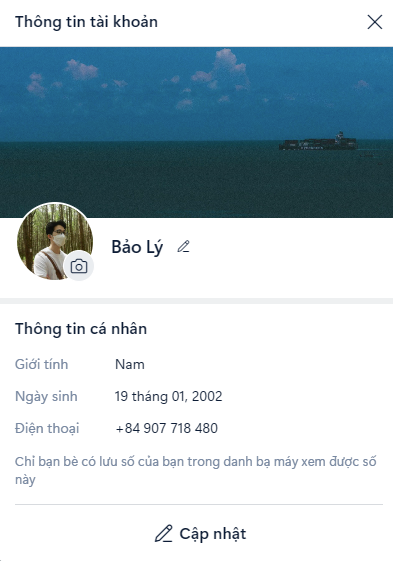 Thông tin tài khoản
Bảo Lý
Thông tin cá nhân
Giới tính Nam
Ngày sinh 19 tháng 01, 2002
Điện thoại +84 907 718 480
Chỉ bạn bè có lưu số của bạn trong danh bạ máy xem được số
này
Cập nhật